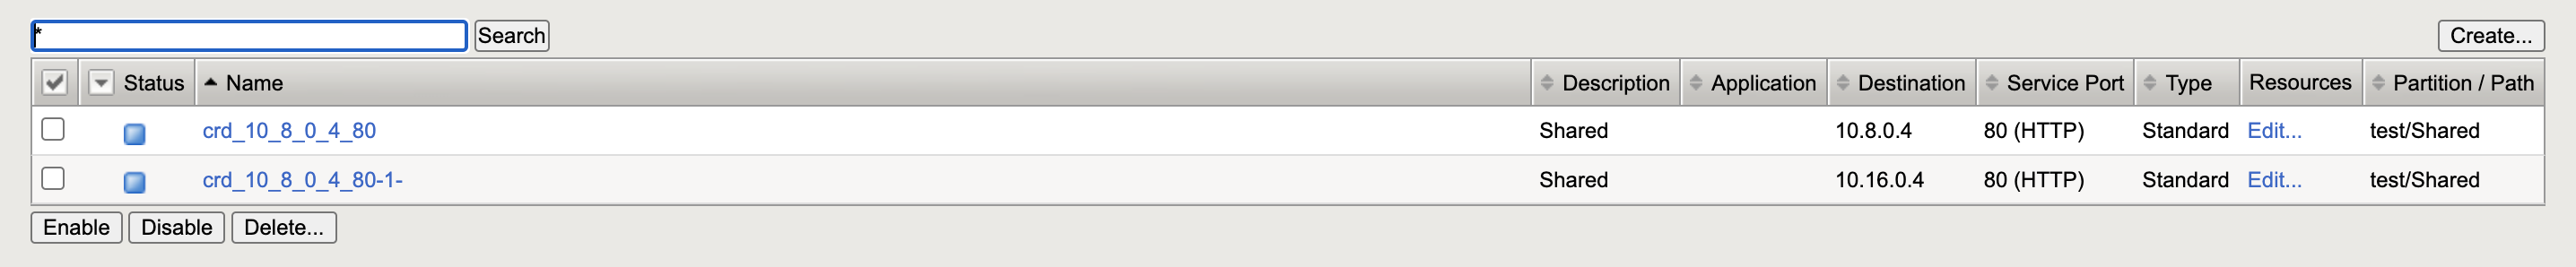 * Search Create...
Status Name Description Application Destination Service Port Type Resources Partition / Path
crd_10_8_0_4_80 Shared 10.8.0.4 80 (HTTP) Standard Edit... test/Shared
crd_10_8_0_4_80-1- Shared 10.16.0.4 80 (HTTP) Standard Edit... test/Shared
Enable Disable Delete...